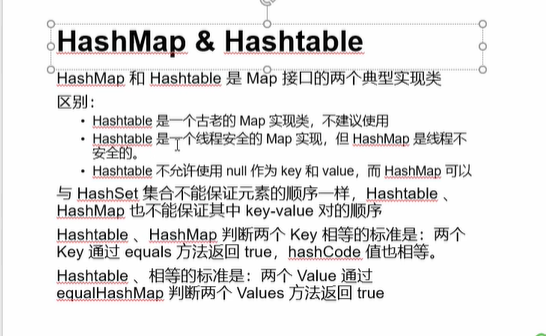 HashMap & Hashtable
HashMap 和 Hashtable 是 Map 接口的两个典型实现类
区别：
• Hashtable 是一个古老的 Map 实现类，不建议使用
• Hashtable 是一个线程安全的 Map 实现，但 HashMap 是线程不
安全的。
• Hashtable 不允许使用 null 作为 key 和 value，而 HashMap 可以
与 HashSet 集合不能保证元素的顺序一样，Hashtable 、
HashMap 也不能保证其中 key-value 对的顺序
Hashtable 、HashMap 判断两个 Key 相等的标准是：两个
Key 通过 equals 方法返回 true，hashCode 值也相等。
Hashtable 、相等的标准是：两个 Value 通过
equalHashMap 判断两个 Values 方法返回 true